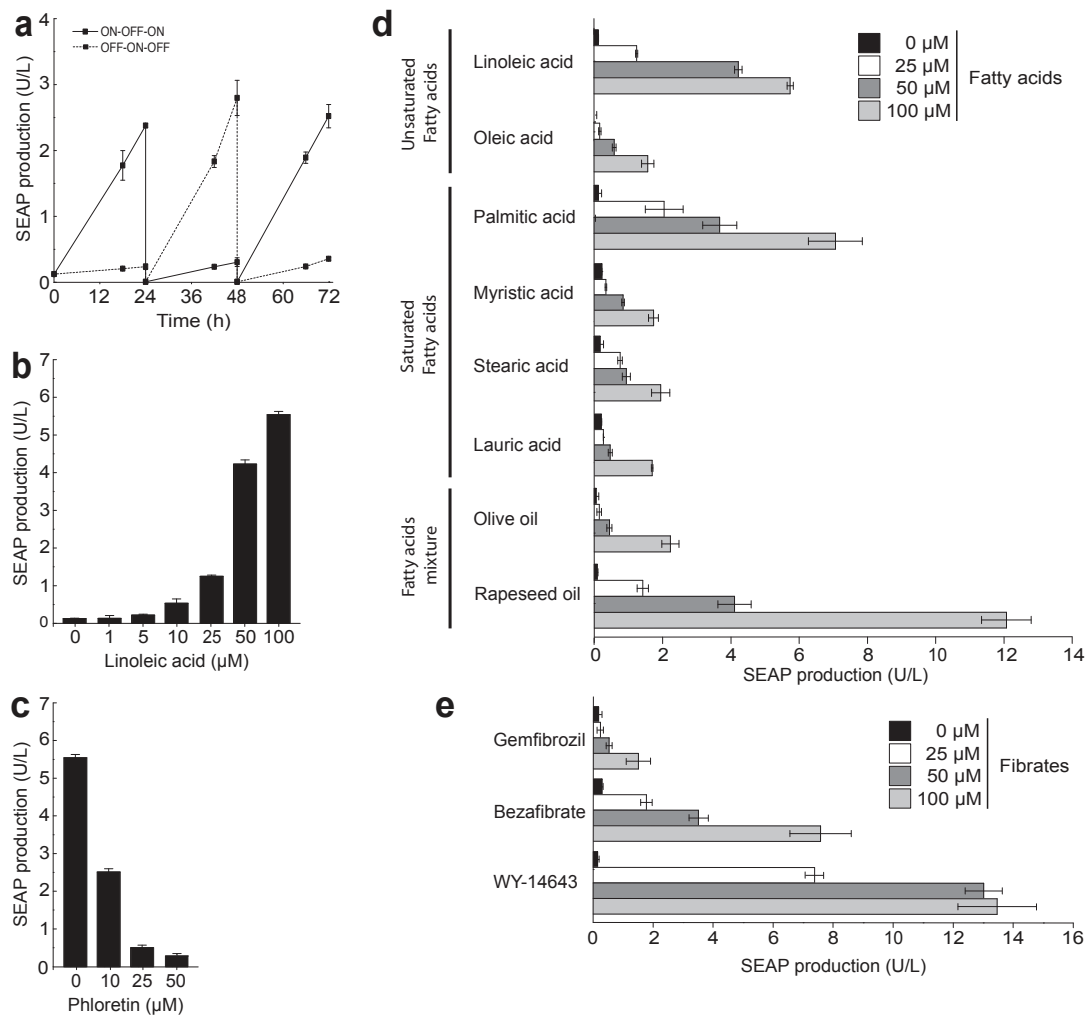 a
SEAP production (U/L)
4
3
2
1
0
ON-OFF-ON
OFF-ON-OFF
0 12 24 36 48 60 72
Time (h)
b
SEAP production (U/L)
7
6
5
4
3
2
1
0
0 1 5 10 25 50 100
Linoleic acid (µM)
c
SEAP production (U/L)
7
6
5
4
3
2
1
0
0 10 25 50
Phloretin (µM)
d
Unsaturated
Fatty acids
Linoleic acid
Oleic acid
Saturated
Fatty acids
Palmitic acid
Myristic acid
Stearic acid
Lauric acid
Fatty acids
mixture
Olive oil
Rapeseed oil
0 µM
25 µM
50 µM
100 µM
Fatty acids
0 2 4 6 8 10 12 14
SEAP production (U/L)
e
Gemfibrozil
Bezafibrate
WY-14643
0 µM
25 µM
50 µM
100 µM
Fibrates
0 2 4 6 8 10 12 14 16
SEAP production (U/L)